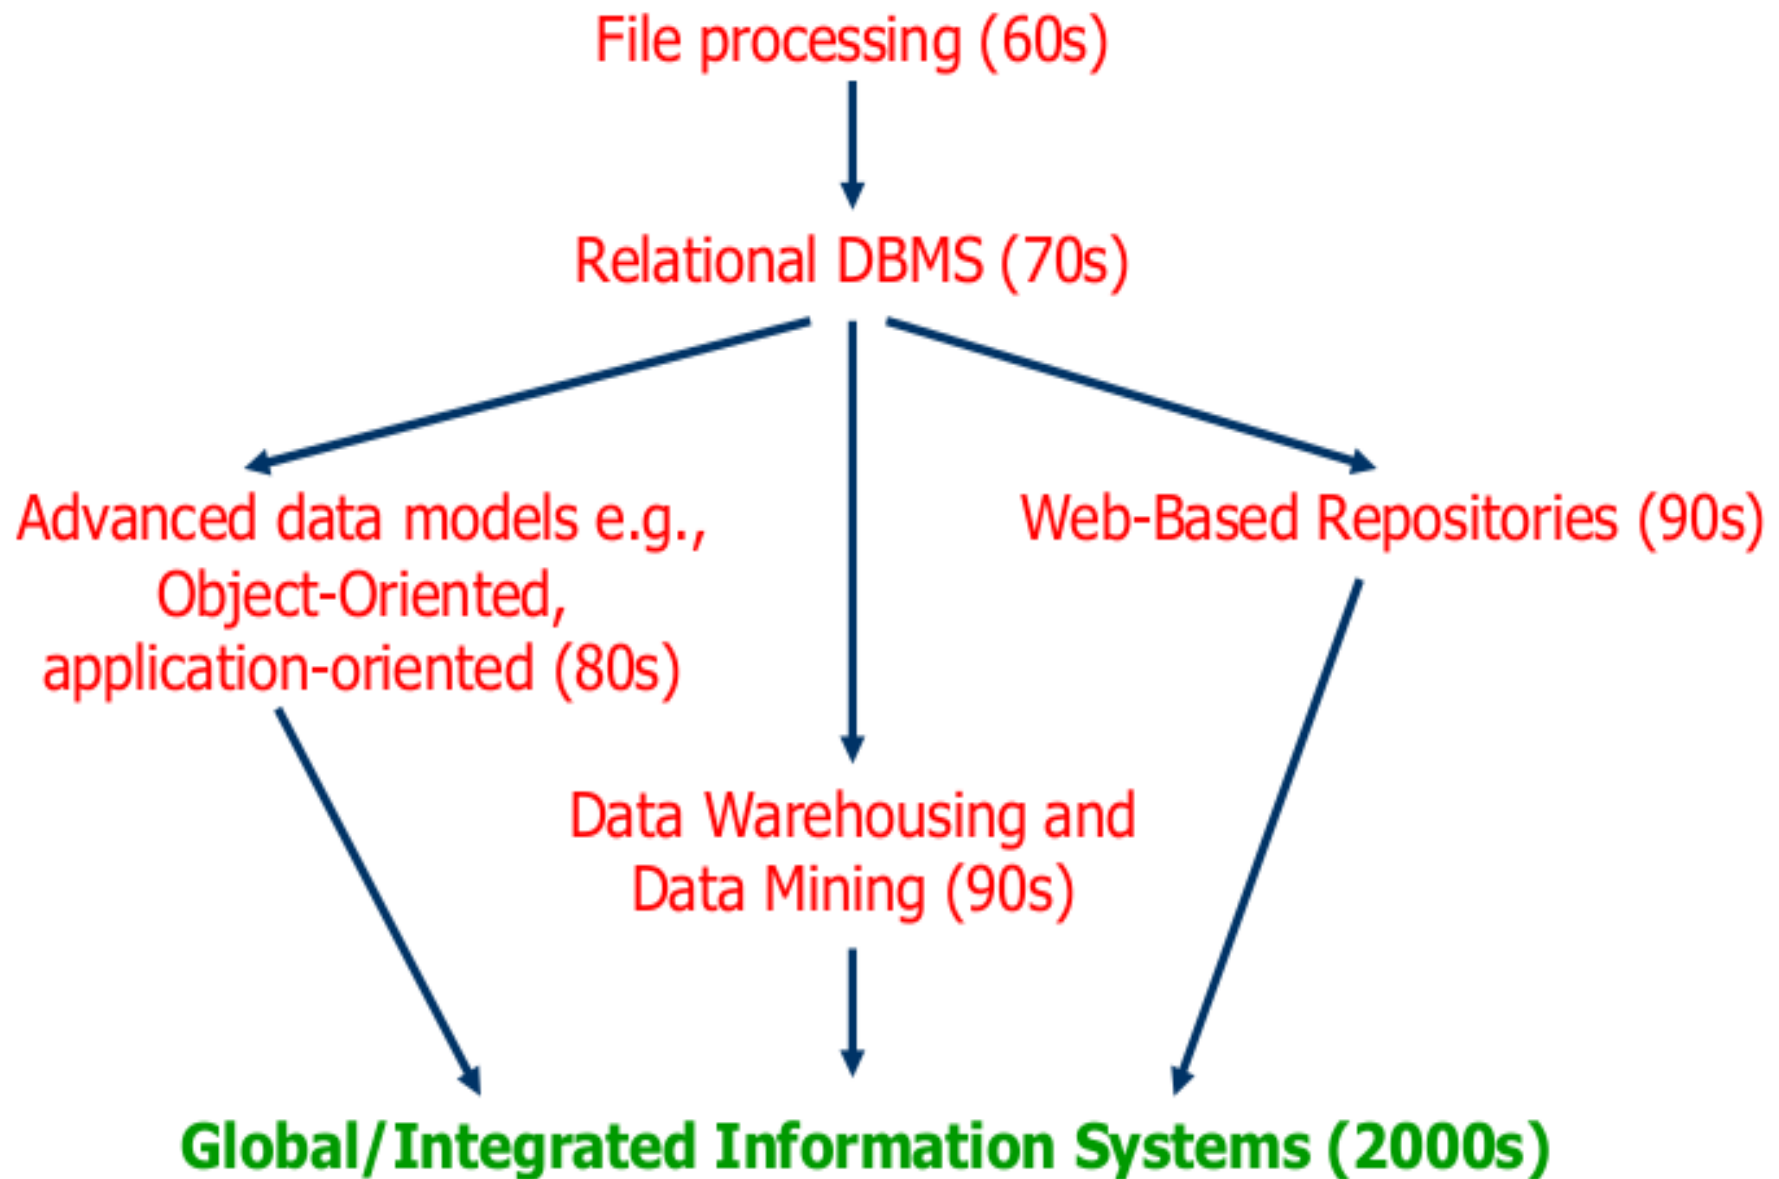 File processing (60s)
Relational DBMS (70s)
Advanced data models e.g.,
Object-Oriented,
application-oriented (80s)
Web-Based Repositories (90s)
Data Warehousing and
Data Mining (90s)
Global/Integrated Information Systems (2000s)